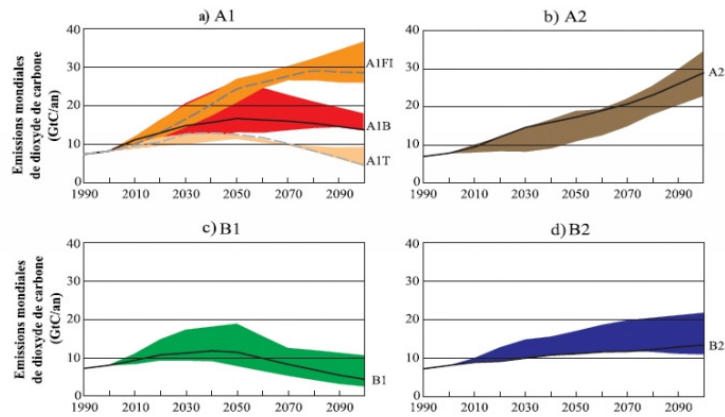 a) A1
Emissions mondiales
de dioxyde de carbone
(GtC/an)
40
30
20
10
0
1990 2010 2030 2050 2070 2090
A1FI
A1B
A1T
b) A2
40
30
20
10
0
1990 2010 2030 2050 2070 2090
A2
c) B1
Emissions mondiales
de dioxyde de carbone
(GtC/an)
40
30
20
10
0
1990 2010 2030 2050 2070 2090
B1
d) B2
40
30
20
10
0
1990 2010 2030 2050 2070 2090
B2